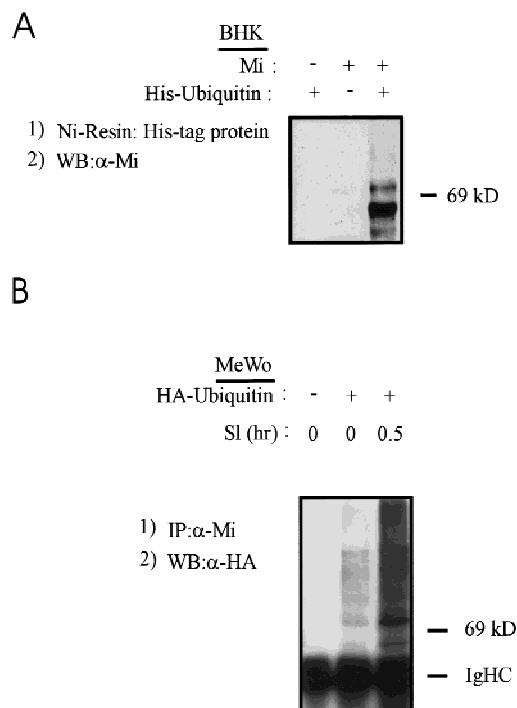 A
BHK
Mi : - + +
His-Ubiquitin : + - +
1) Ni-Resin: His-tag protein
2) WB:α-Mi
69 kD
B
MeWo
HA-Ubiquitin : - + +
Sl (hr) : 0 0 0.5
1) IP:α-Mi
2) WB:α-HA
69 kD
IgHC